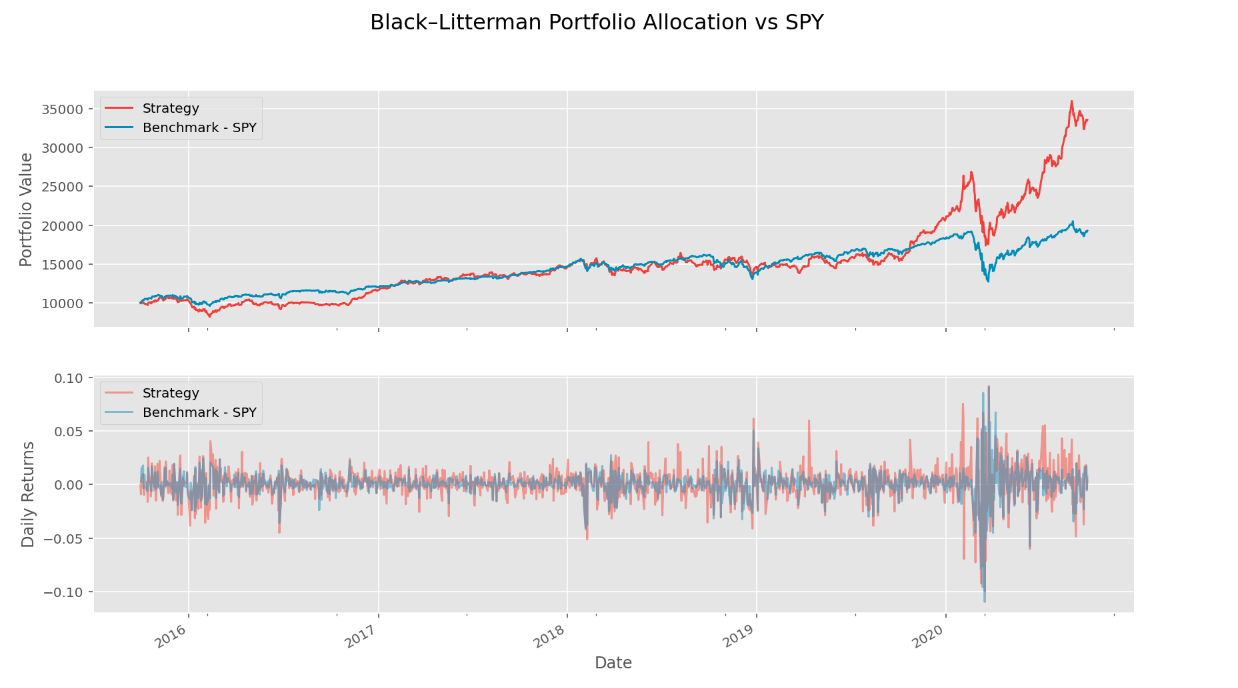 Black–Litterman Portfolio Allocation vs SPY
Strategy
Benchmark - SPY
Portfolio Value
35000
30000
25000
20000
15000
10000
Strategy
Benchmark - SPY
Daily Returns
0.10
0.05
0.00
−0.05
−0.10
2016
2017
2018
2019
2020
Date